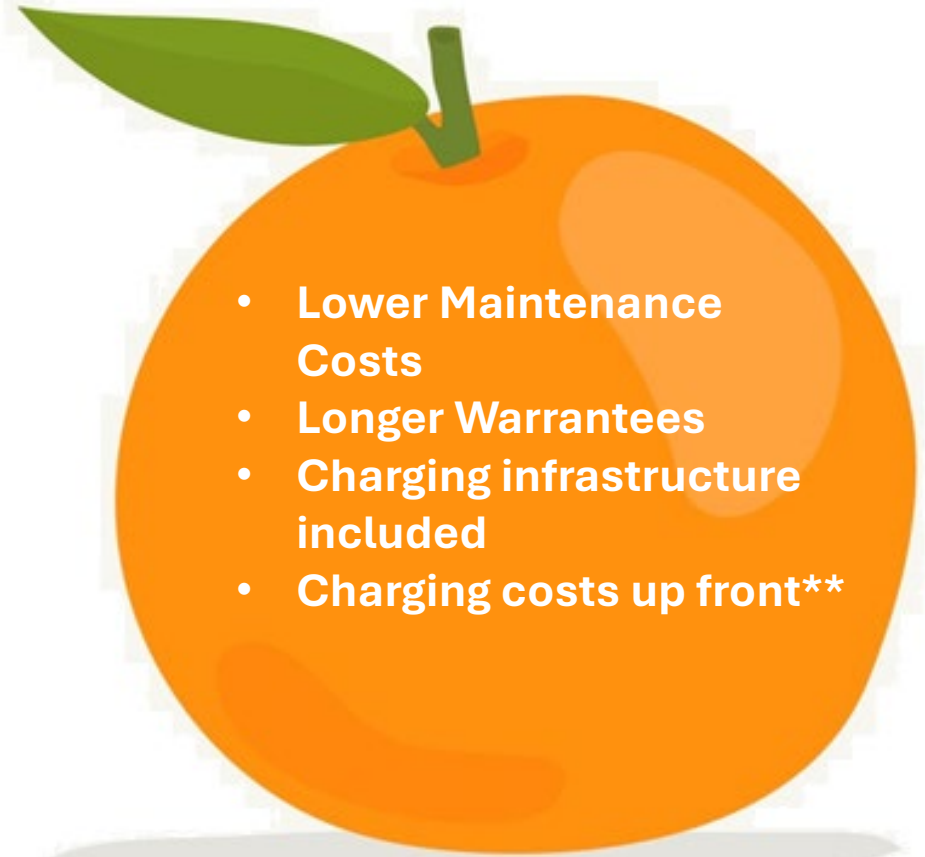 • Lower Maintenance
Costs
• Longer Warrantees
• Charging infrastructure
included
• Charging costs up front**